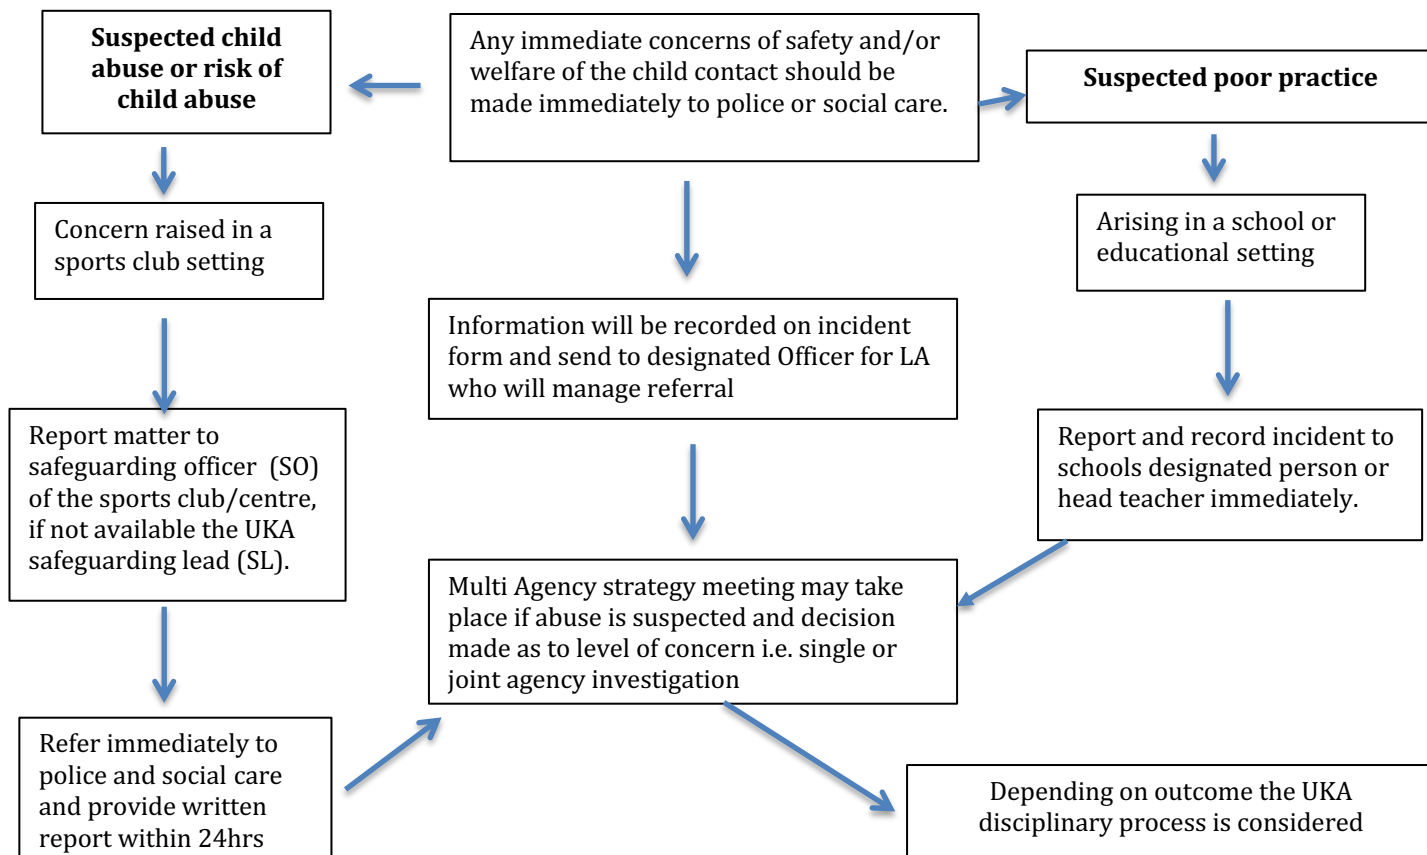 Suspected child
abuse or risk of
child abuse
Any immediate concerns of safety and/or
welfare of the child contact should be
made immediately to police or social care.
Suspected poor practice
Concern raised in a
sports club setting
Arising in a school or
educational setting
Information will be recorded on incident
form and send to designated Officer for LA
who will manage referral
Report matter to
safeguarding officer  (SO)
of the sports club/centre,
if not available the UKA
safeguarding lead (SL).
Report and record incident to
schools designated person or
head teacher immediately.
Multi Agency strategy meeting may take
place if abuse is suspected and decision
made as to level of concern i.e. single or
joint agency investigation
Refer immediately to
police and social care
and provide written
report within 24hrs
Depending on outcome the UKA
disciplinary process is considered